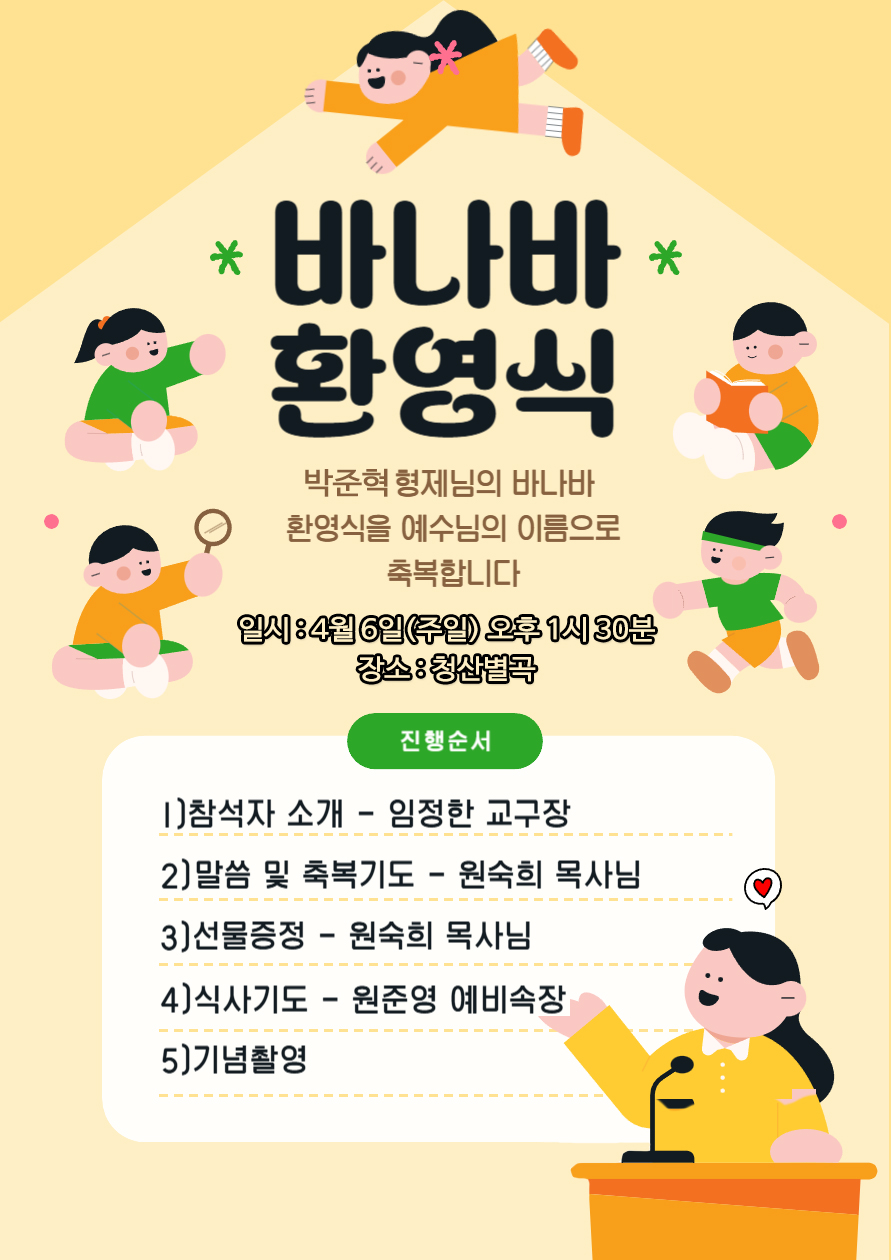 바나바
환영식
박준혁 형제님의 바나바
환영식을 예수님의 이름으로
축복합니다
일시 : 4월 6일(주일) 오후 1시 30분
장소 : 청산별곡
진행순서
1)참석자 소개 - 임정한 교구장
2)말씀 및 축복기도 - 원숙희 목사님
3)선물증정 - 원숙희 목사님
4)식사기도 - 원준영 예비속장
5)기념촬영